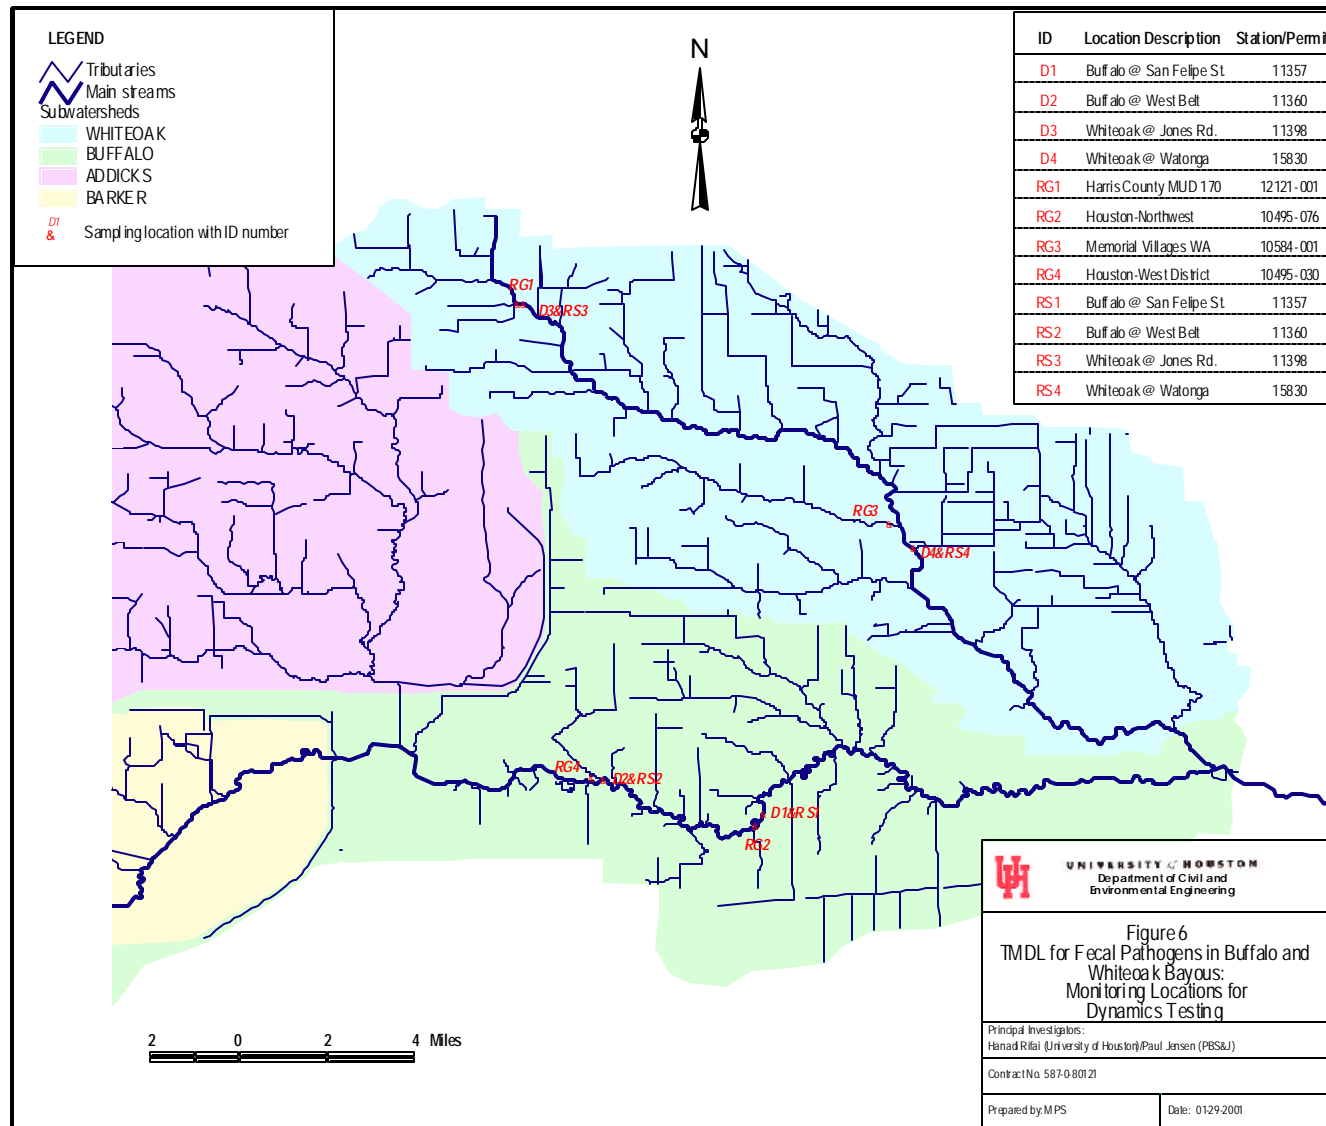 LEGEND
Tributaries
Main streams
Subwatersheds
WHITEOAK
BUFFALO
ADDICKS
BARKER
D1
&
Sampling location with ID number
N
ID Location Description Station/Permit
D1 Buffalo @ San Felipe St. 11357
D2 Buffalo @ West Belt 11360
D3 Whiteoak @ Jones Rd. 11398
D4 Whiteoak @ Watonga 15830
RG1 Harris County MUD 170 12121-001
RG2 Houston-Northwest 10495-076
RG3 Memorial Villages WA 10584-001
RG4 Houston-West District 10495-030
RS1 Buffalo @ San Felipe St. 11357
RS2 Buffalo @ West Belt 11360
RS3 Whiteoak @ Jones Rd. 11398
RS4 Whiteoak @ Watonga 15830
RG1
D3&RS3
RG3
D4&RS4
RG4
D2&RS2
D1&RS1
RG2
2 0 2 4 Miles
UNIVERSITY of HOUSTON
Department of Civil and
Environmental Engineering
Figure 6
TMDL for Fecal Pathogens in Buffalo and
Whiteoak Bayous:
Monitoring Locations for
Dynamics Testing
Principal Investigators:
Hanadi Rifai (University of Houston)/Paul Jensen (PBS&J)
Contract No. 587-0-80121
Prepared by: MPS
Date: 01-29-2001